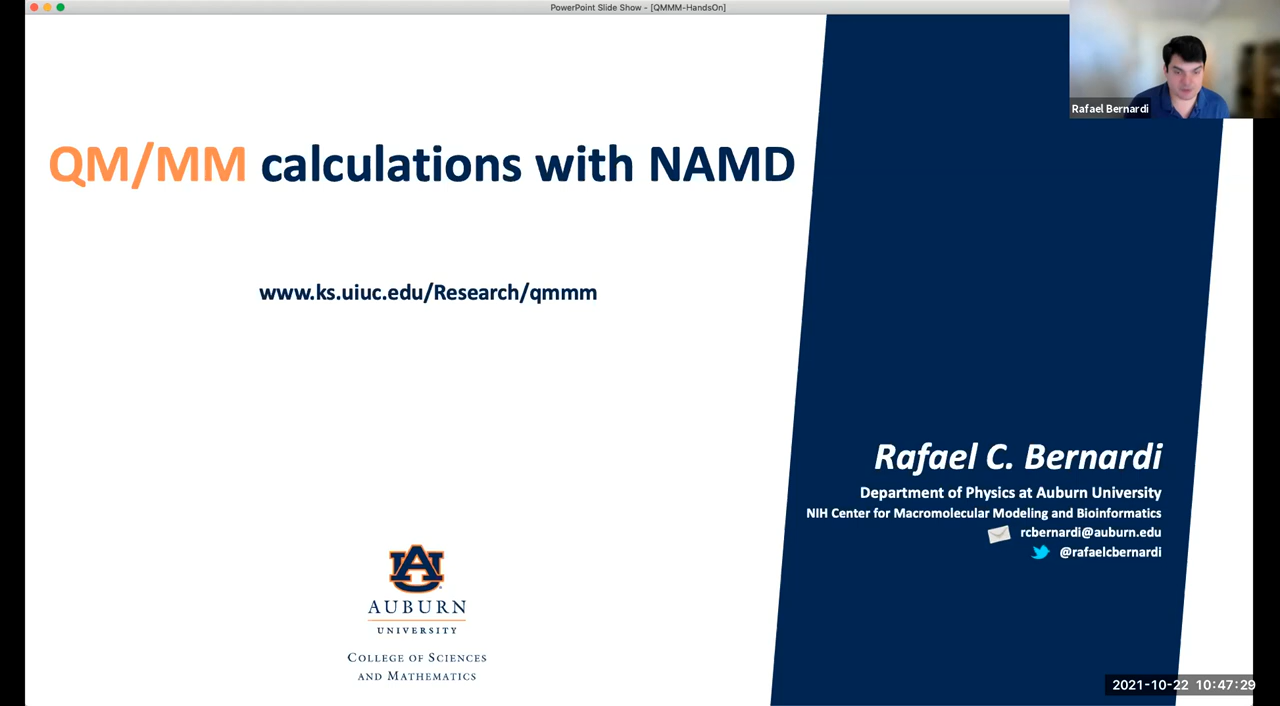 PowerPoint Slide Show - [QMMM-HandsOn]
Rafael Bernardi
QM/MM calculations with NAMD
www.ks.uiuc.edu/Research/qmmm
Rafael C. Bernardi
Department of Physics at Auburn University
NIH Center for Macromolecular Modeling and Bioinformatics
rcbernardi@auburn.edu
@rafaelcbernardi
AU
AUBURN
UNIVERSITY
COLLEGE OF SCIENCES
AND MATHEMATICS
2021-10-22 10:47:29